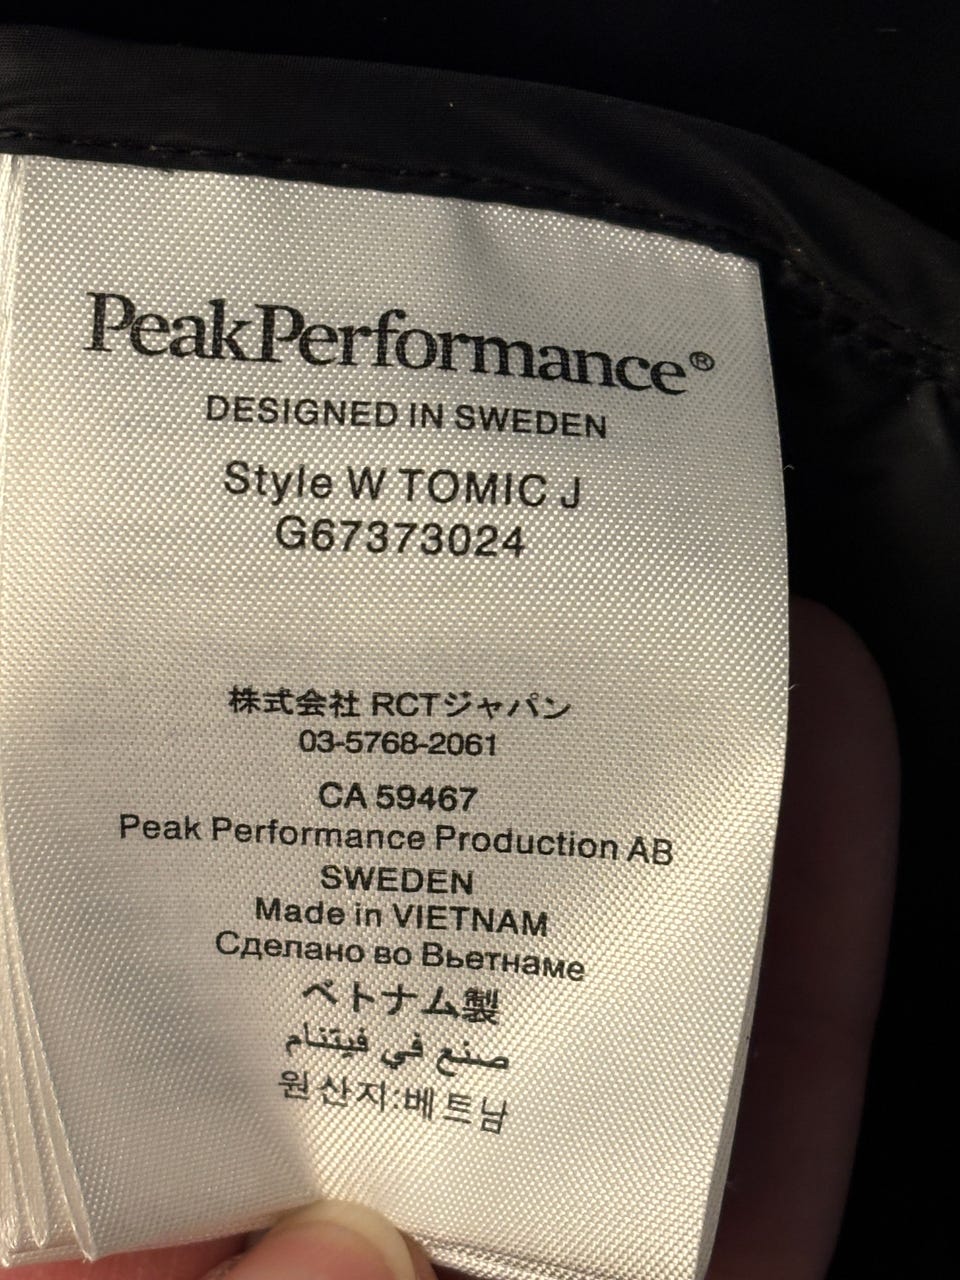 PeakPerformance®
DESIGNED IN SWEDEN
Style W TOMIC J
G67373024
株式会社 RCTジャパン
03-5768-2061
CA 59467
Peak Performance Production AB
SWEDEN
Made in VIETNAM
Сделано во Вьетнаме
ベトナム製
صنع في فيتنام
원산지:베트남